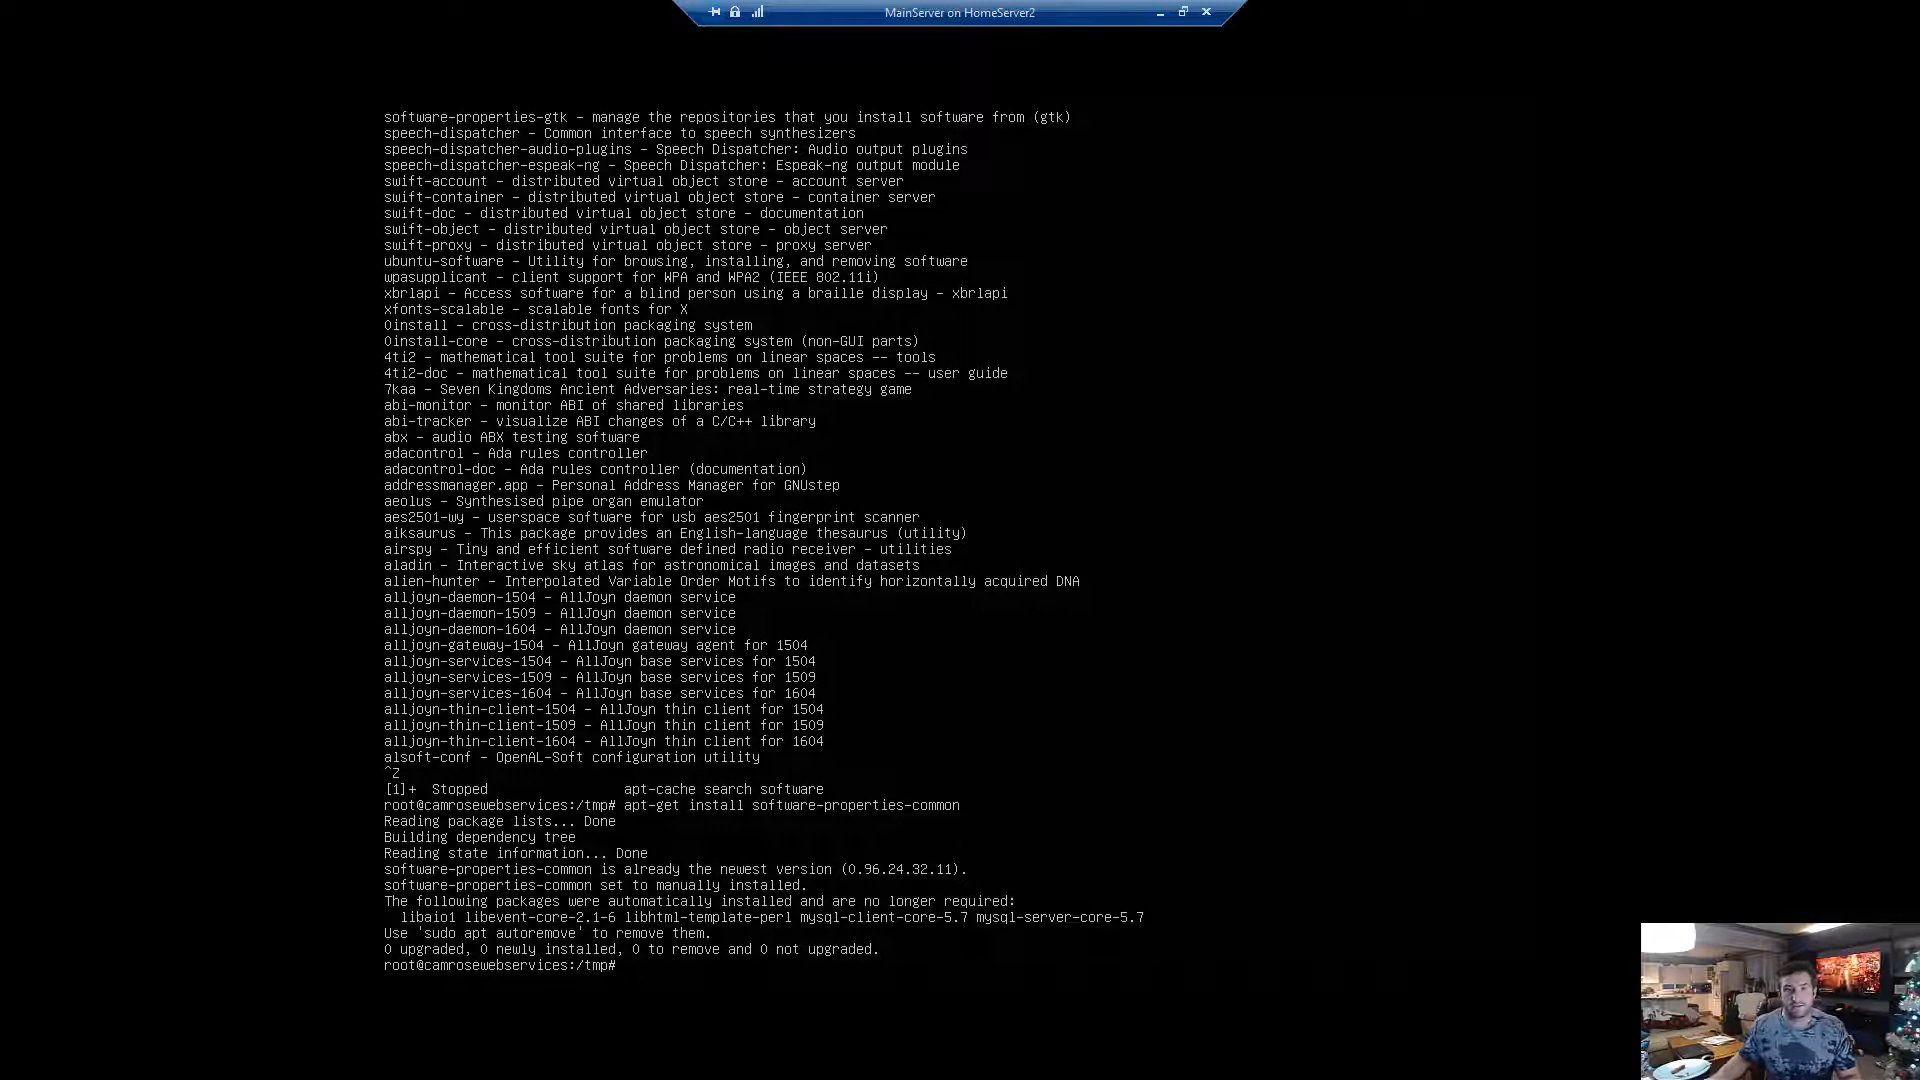 MainServer on HomeServer2
software-properties-gtk - manage the repositories that you install software from (gtk)
speech-dispatcher - Common interface to speech synthesizers
speech-dispatcher-audio-plugins - Speech Dispatcher: Audio output plugins
speech-dispatcher-espeak-ng - Speech Dispatcher: Espeak-ng output module
swift-account - distributed virtual object store - account server
swift-container - distributed virtual object store - container server
swift-doc - distributed virtual object store - documentation
swift-object - distributed virtual object store - object server
swift-proxy - distributed virtual object store - proxy server
ubuntu-software - Utility for browsing, installing, and removing software
wpasupplicant - client support for WPA and WPA2 (IEEE 802.11i)
xbrlapi - Access software for a blind person using a braille display - xbrlapi
xfonts-scalable - scalable fonts for X
0install - cross-distribution packaging system
0install-core - cross-distribution packaging system (non-GUI parts)
4ti2 - mathematical tool suite for problems on linear spaces -- tools
4ti2-doc - mathematical tool suite for problems on linear spaces -- user guide
7kaa - Seven Kingdoms Ancient Adversaries: real-time strategy game
abi-monitor - monitor ABI of shared libraries
abi-tracker - visualize ABI changes of a C/C++ library
abx - audio ABX testing software
adacontrol - Ada rules controller
adacontrol-doc - Ada rules controller (documentation)
addressmanager.app - Personal Address Manager for GNUstep
aeolus - Synthesised pipe organ emulator
aes2501-wy - userspace software for usb aes2501 fingerprint scanner
aiksaurus - This package provides an English-language thesaurus (utility)
airspy - Tiny and efficient software defined radio receiver - utilities
aladin - Interactive sky atlas for astronomical images and datasets
alien-hunter - Interpolated Variable Order Motifs to identify horizontally acquired DNA
alljoyn-daemon-1504 - AllJoyn daemon service
alljoyn-daemon-1509 - AllJoyn daemon service
alljoyn-daemon-1604 - AllJoyn daemon service
alljoyn-gateway-1504 - AllJoyn gateway agent for 1504
alljoyn-services-1504 - AllJoyn base services for 1504
alljoyn-services-1509 - AllJoyn base services for 1509
alljoyn-services-1604 - AllJoyn base services for 1604
alljoyn-thin-client-1504 - AllJoyn thin client for 1504
alljoyn-thin-client-1509 - AllJoyn thin client for 1509
alljoyn-thin-client-1604 - AllJoyn thin client for 1604
alsoft-conf - OpenAL-Soft configuration utility
^Z
[1]+  Stopped                 apt-cache search software
root@camrosewebservices:/tmp# apt-get install software-properties-common
Reading package lists... Done
Building dependency tree
Reading state information... Done
software-properties-common is already the newest version (0.96.24.32.11).
software-properties-common set to manually installed.
The following packages were automatically installed and are no longer required:
  libaio1 libevent-core-2.1-6 libhtml-template-perl mysql-client-core-5.7 mysql-server-core-5.7
Use 'sudo apt autoremove' to remove them.
0 upgraded, 0 newly installed, 0 to remove and 0 not upgraded.
root@camrosewebservices:/tmp#